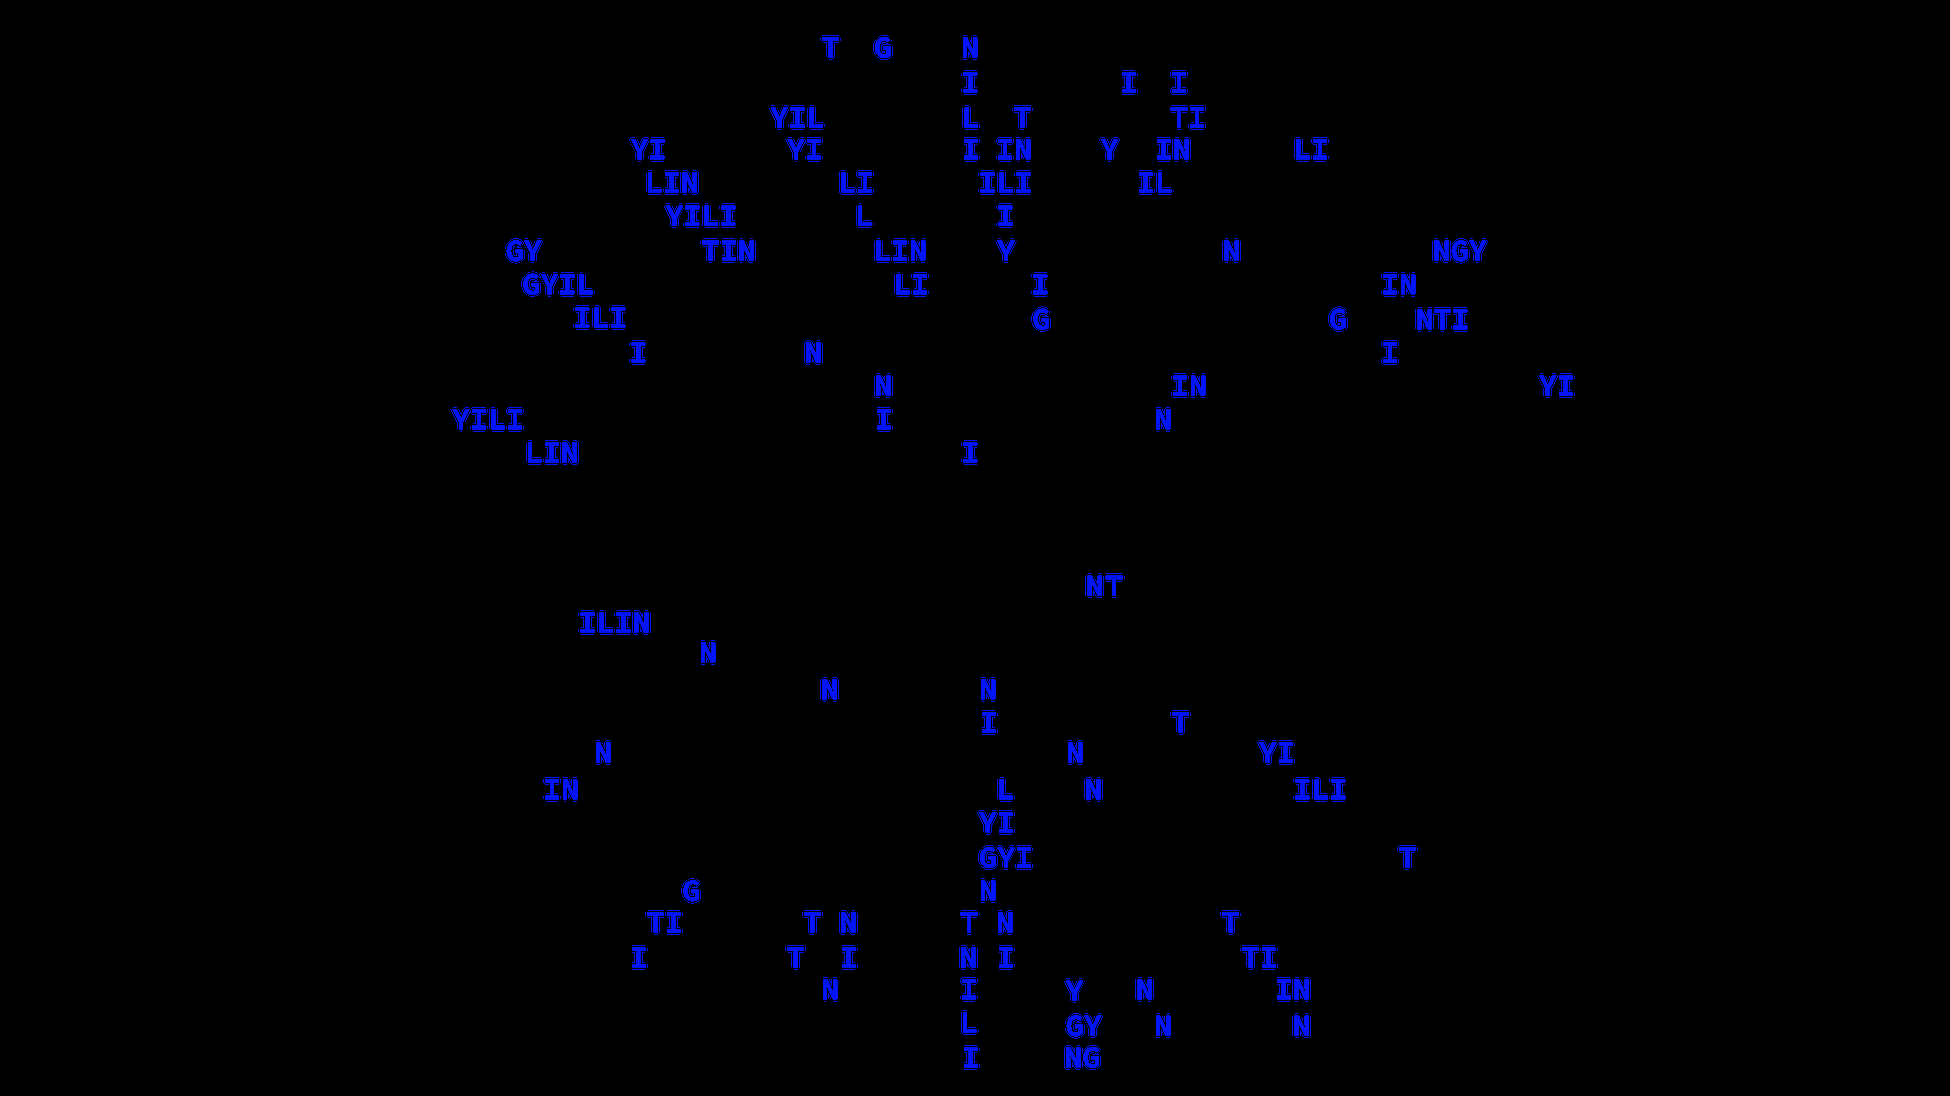 T G N
I I I
YIL L T TI
YI YI I IN Y IN LI
LIN LI ILI IL
YILI L I
GY TIN LIN Y N NGY
GYIL LI I IN
ILI G G NTI
I N I
N IN YI
YILI I N
LIN I
NT
ILIN
N
N N
I T
N N YI
IN L N ILI
YI
GYI T
G N
TI T N T N T
I T I N I TI
N I Y N IN
L GY N N
I NG